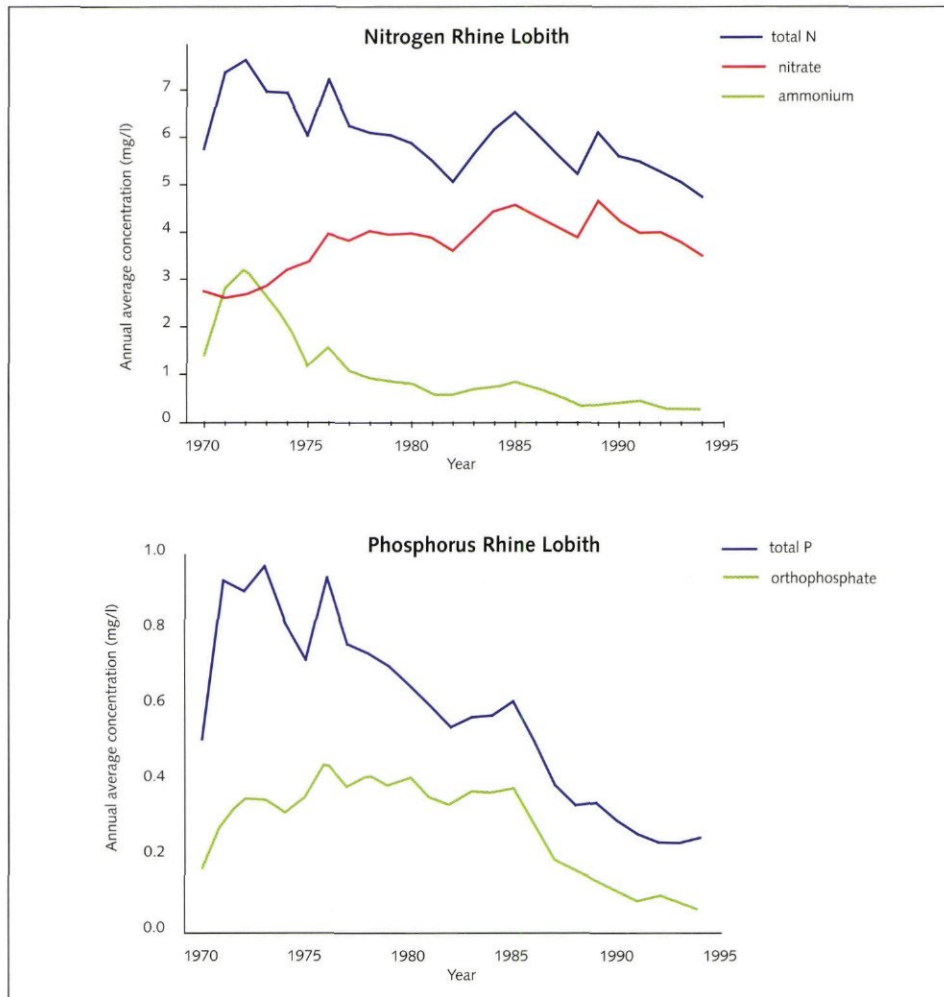 Nitrogen Rhine Lobith
total N
nitrate
ammonium
Annual average concentration (mg/l)
7
6
5
4
3
2
1
0
1970 1975 1980 1985 1990 1995
Year
Phosphorus Rhine Lobith
total P
orthophosphate
Annual average concentration (mg/l)
1.0
0.8
0.6
0.4
0.2
0.0
1970 1975 1980 1985 1990 1995
Year